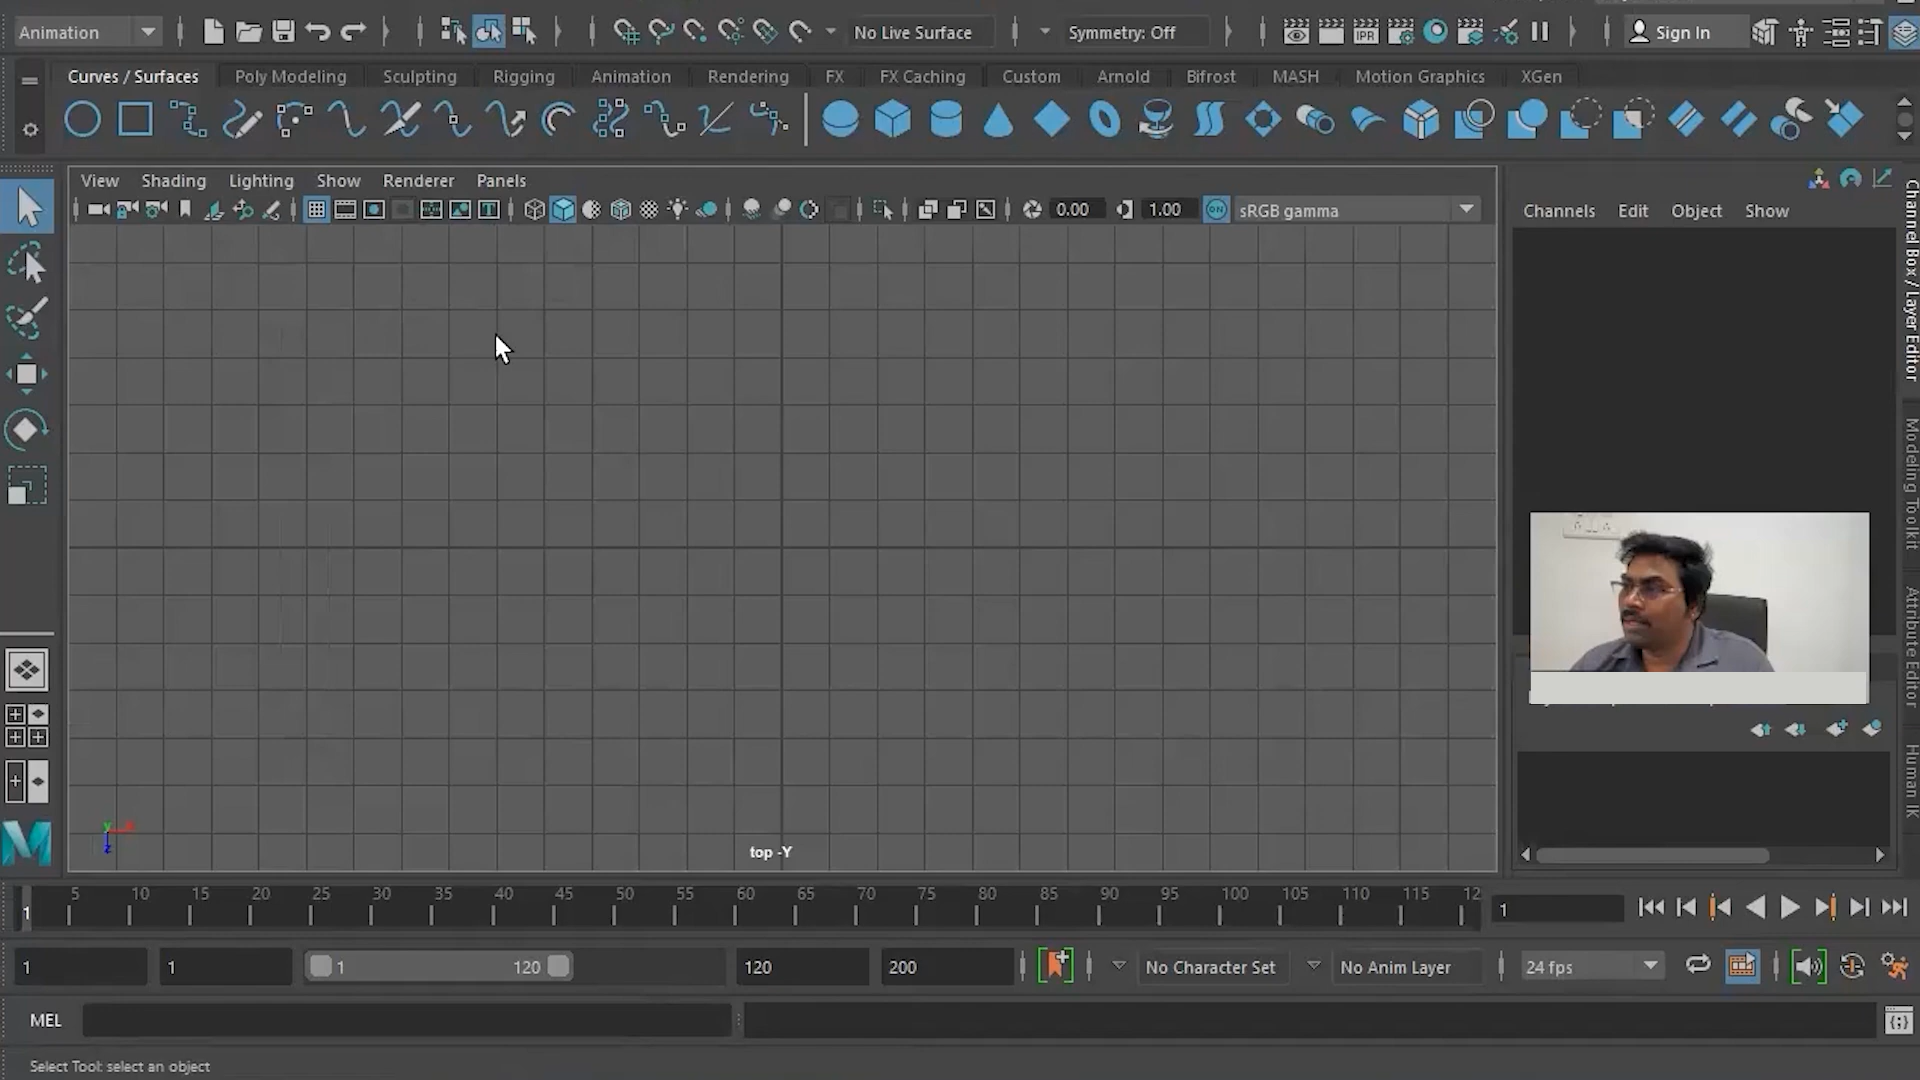 Animation
No Live Surface
Symmetry: Off
IPR
Sign In
Curves / Surfaces
Poly Modeling
Sculpting
Rigging
Animation
Rendering
FX
FX Caching
Custom
Arnold
Bifrost
MASH
Motion Graphics
XGen
View
Shading
Lighting
Show
Renderer
Panels
0.00
1.00
ON
sRGB gamma
Channels
Edit
Object
Show
Channel Box / Layer Editor
Modeling Toolkit
Attribute Editor
Human IK
y
x
z
top -Y
5 10 15 20 25 30 35 40 45 50 55 60 65 70 75 80 85 90 95 100 105 110 115 12
1
1
1
1
1
120
120
200
No Character Set
No Anim Layer
24 fps
MEL
Select Tool: select an object